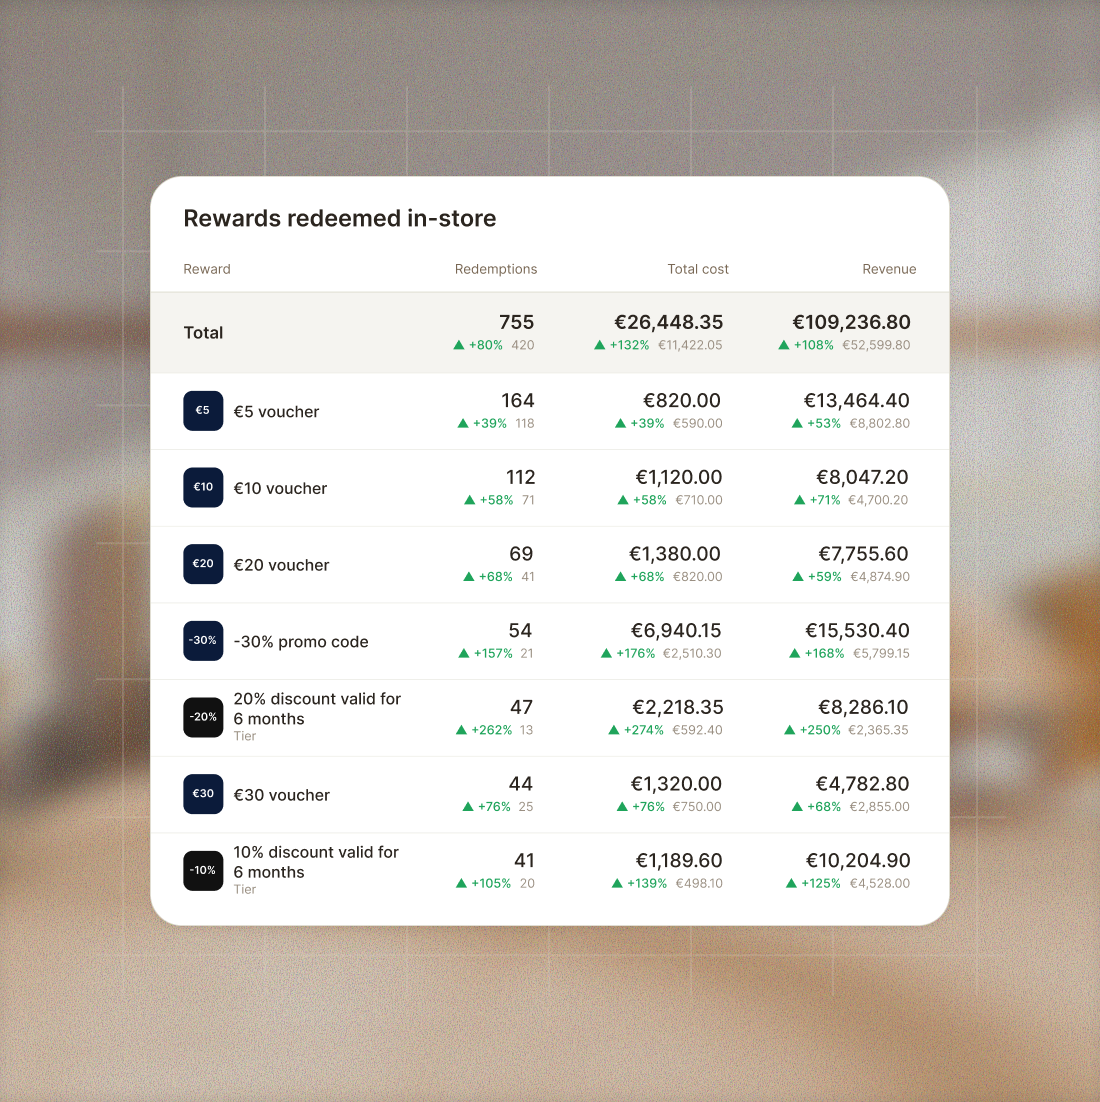 Rewards redeemed in-store
Reward Redemptions Total cost Revenue
Total 755 €26,448.35 €109,236.80
▲ +80% 420 ▲ +132% €11,422.05 ▲ +108% €52,599.80
€5 €5 voucher 164 €820.00 €13,464.40
▲ +39% 118 ▲ +39% €590.00 ▲ +53% €8,802.80
€10 €10 voucher 112 €1,120.00 €8,047.20
▲ +58% 71 ▲ +58% €710.00 ▲ +71% €4,700.20
€20 €20 voucher 69 €1,380.00 €7,755.60
▲ +68% 41 ▲ +68% €820.00 ▲ +59% €4,874.90
-30% -30% promo code 54 €6,940.15 €15,530.40
▲ +157% 21 ▲ +176% €2,510.30 ▲ +168% €5,799.15
-20% 20% discount valid for
6 months
Tier
47 €2,218.35 €8,286.10
▲ +262% 13 ▲ +274% €592.40 ▲ +250% €2,365.35
€30 €30 voucher 44 €1,320.00 €4,782.80
▲ +76% 25 ▲ +76% €750.00 ▲ +68% €2,855.00
-10% 10% discount valid for
6 months
Tier
41 €1,189.60 €10,204.90
▲ +105% 20 ▲ +139% €498.10 ▲ +125% €4,528.00